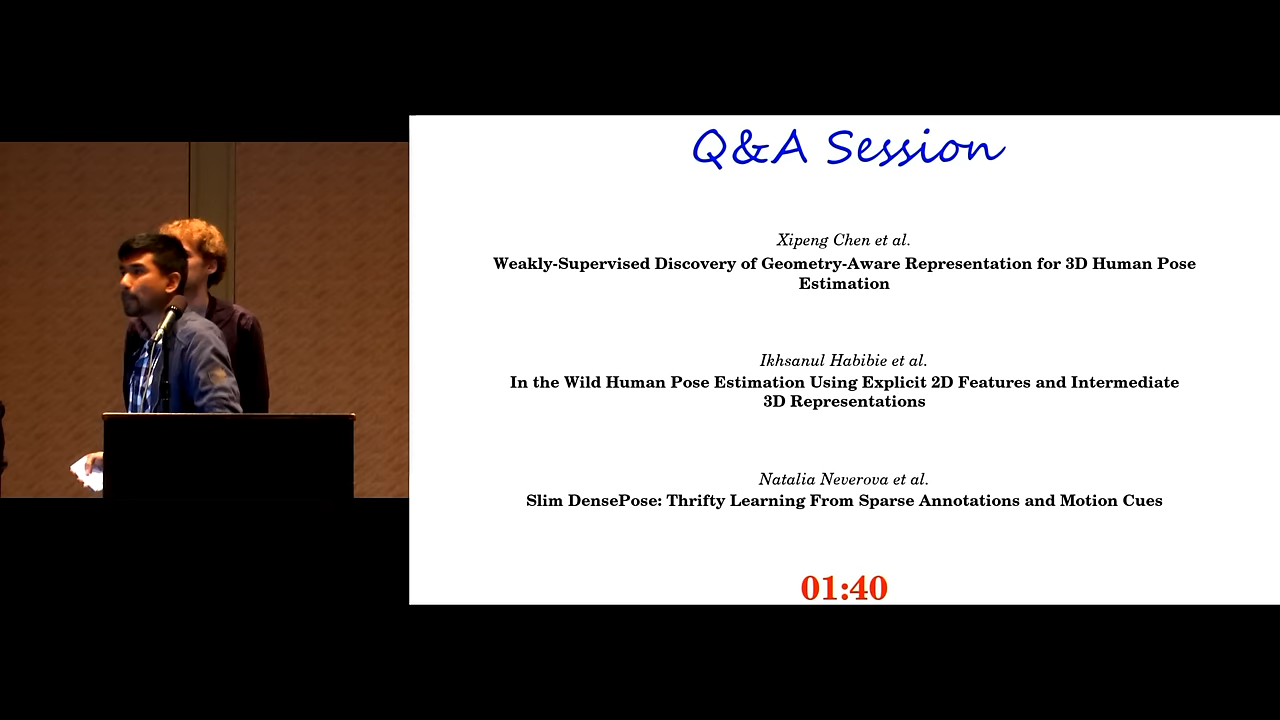 Q&A Session
Xipeng Chen et al.
Weakly-Supervised Discovery of Geometry-Aware Representation for 3D Human Pose
Estimation
Ikhsanul Habibie et al.
In the Wild Human Pose Estimation Using Explicit 2D Features and Intermediate
3D Representations
Natalia Neverova et al.
Slim DensePose: Thrifty Learning From Sparse Annotations and Motion Cues
01:40